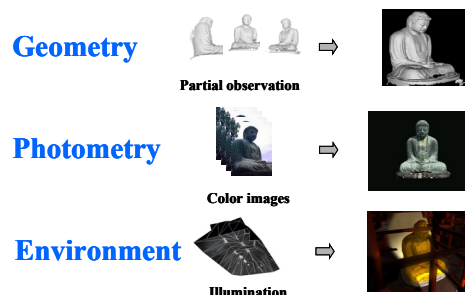 Geometry
Partial observation
Photometry
Color images
Environment
Illumination